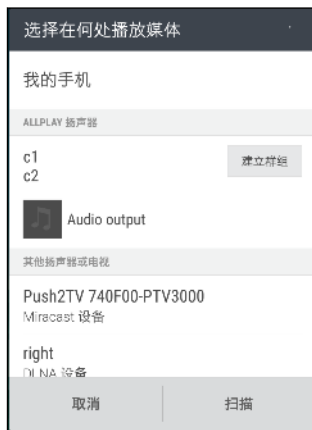 选择在何处播放媒体
我的手机
ALLPLAY 扬声器
c1
c2
建立群组
Audio output
其他扬声器或电视
Push2TV 740F00-PTV3000
Miracast 设备
right
DLNA 设备
取消
扫描